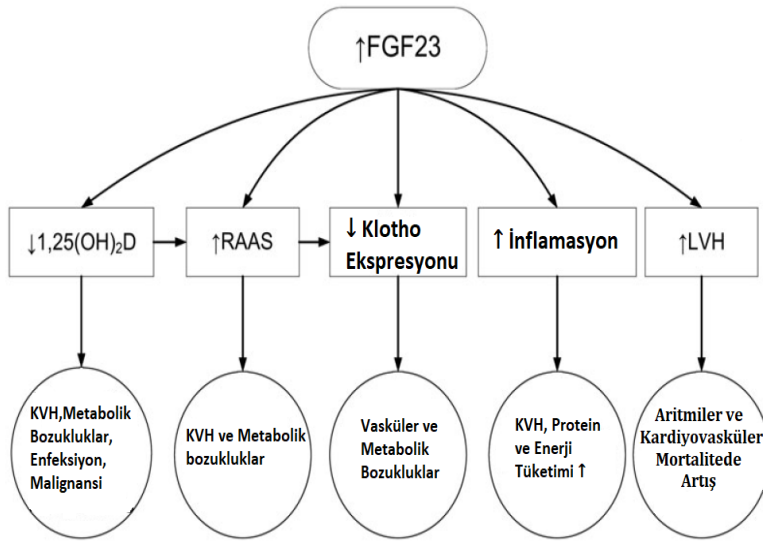 ↑FGF23
↓1,25(OH)₂D
↑RAAS
↓ Klotho
Ekspresyonu
↑ İnflamasyon
↑LVH
KVH,Metabolik
Bozukluklar,
Enfeksiyon,
Malignansi
KVH ve Metabolik
bozukluklar
Vasküler ve
Metabolik
Bozukluklar
KVH, Protein
ve Enerji
Tüketimi ↑
Aritmiler ve
Kardiyovasküler
Mortalitede
Artış